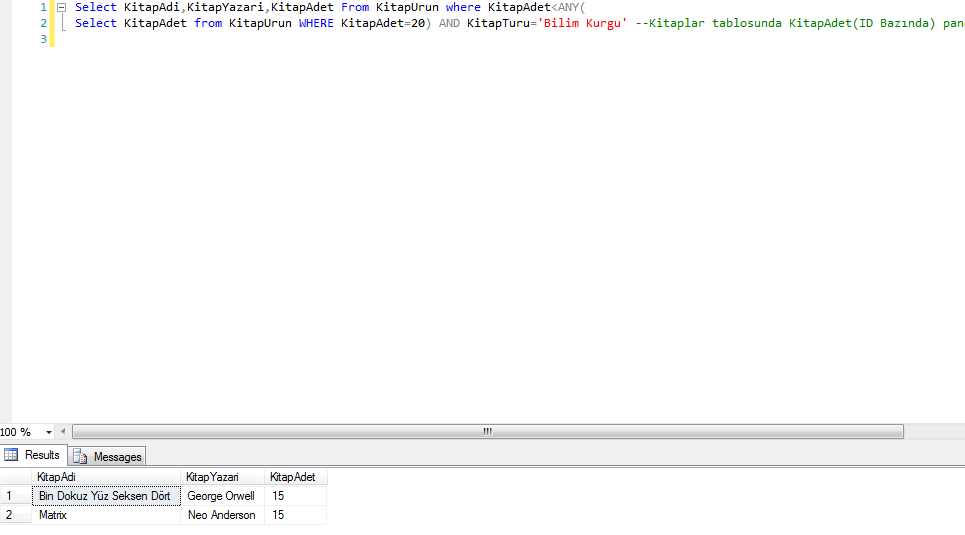 1 Select KitapAdi,KitapYazari,KitapAdet From KitapUrun where KitapAdet<ANY(
2 Select KitapAdet from KitapUrun WHERE KitapAdet=20) AND KitapTuru='Bilim Kurgu' --Kitaplar tablosunda KitapAdet(ID Bazında) pan
3
100 %
Results Messages
KitapAdi KitapYazari KitapAdet
1 Bin Dokuz Yüz Seksen Dört George Orwell 15
2 Matrix Neo Anderson 15